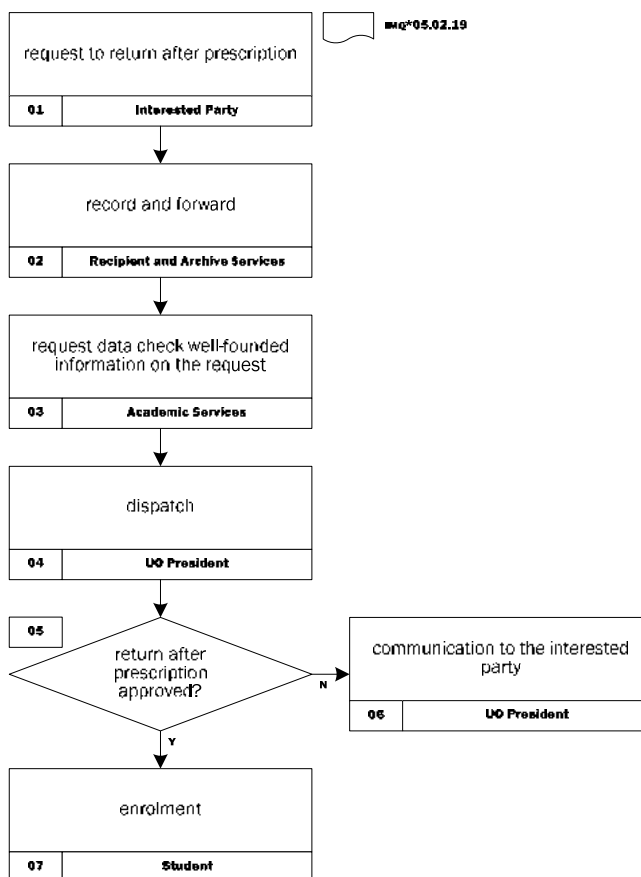 request to return after prescription
IMQ*05.02.19
01 Interested Party
record and forward
02 Recipient and Archive Services
request data check well-founded
information on the request
03 Academic Services
dispatch
04 UO President
05
return after
prescription
approved?
N
communication to the interested
party
06 UO President
Y
enrolment
07 Student